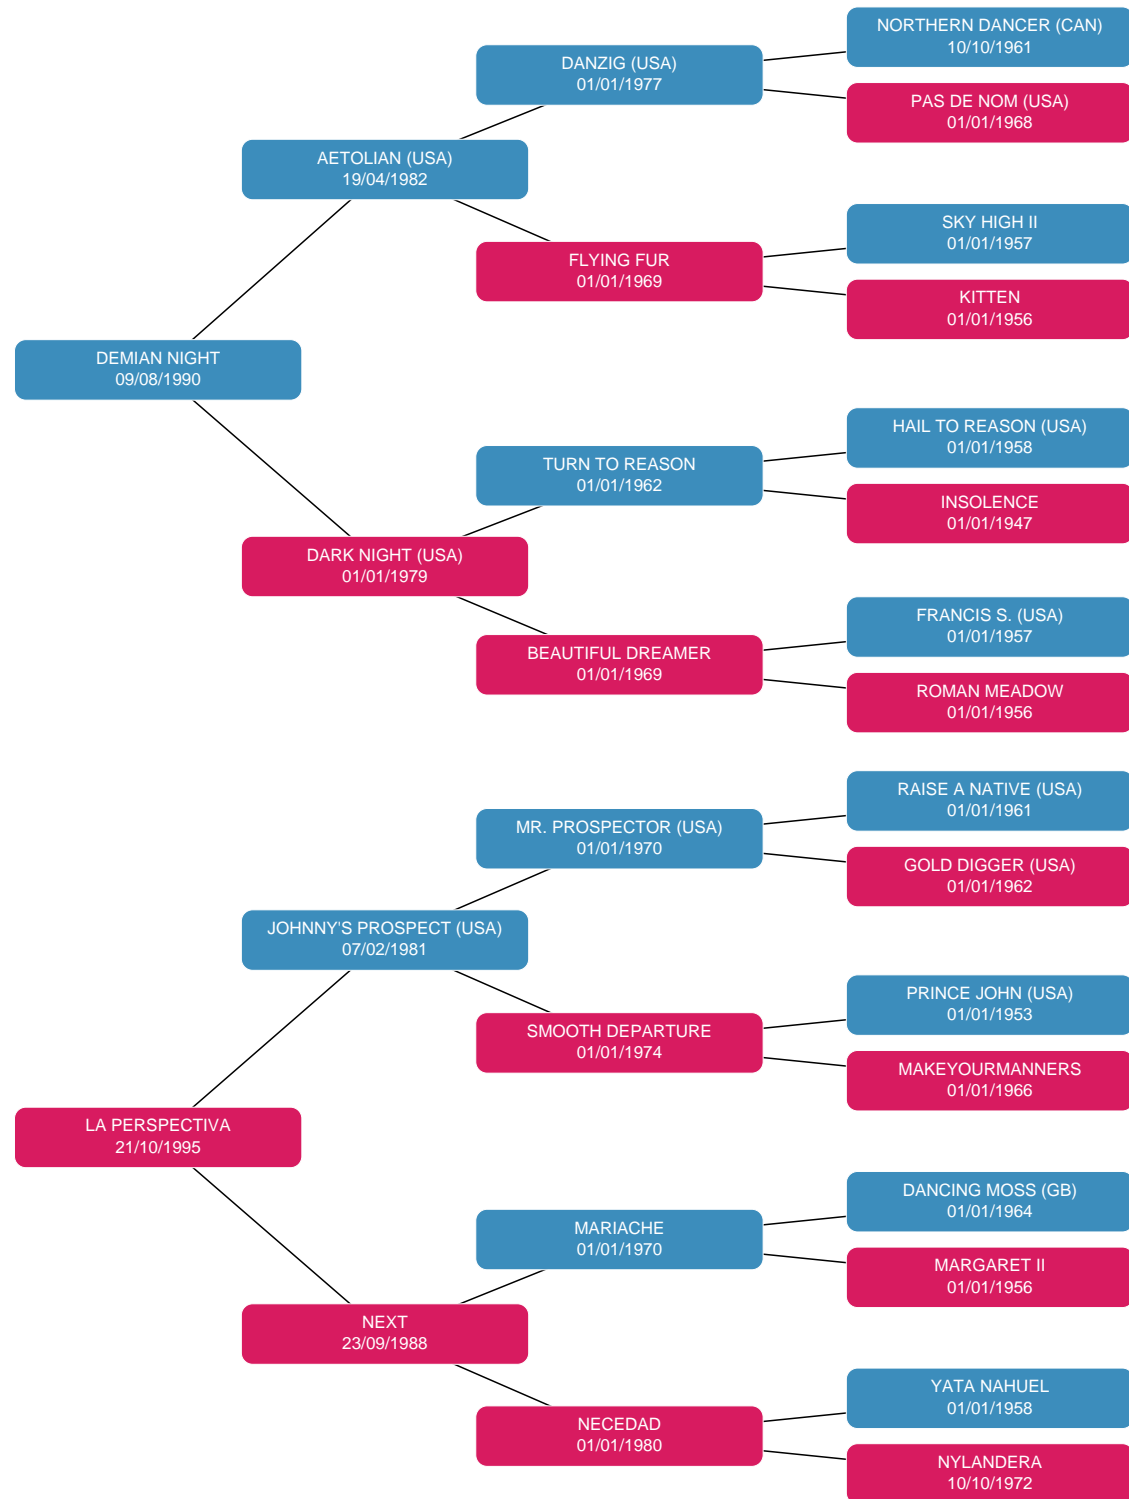 NORTHERN DANCER (CAN)
10/10/1961
DANZIG (USA)
01/01/1977
PAS DE NOM (USA)
01/01/1968
AETOLIAN (USA)
19/04/1982
SKY HIGH II
01/01/1957
FLYING FUR
01/01/1969
KITTEN
01/01/1956
DEMIAN NIGHT
09/08/1990
HAIL TO REASON (USA)
01/01/1958
TURN TO REASON
01/01/1962
INSOLENCE
01/01/1947
DARK NIGHT (USA)
01/01/1979
FRANCIS S. (USA)
01/01/1957
BEAUTIFUL DREAMER
01/01/1969
ROMAN MEADOW
01/01/1956
RAISE A NATIVE (USA)
01/01/1961
MR. PROSPECTOR (USA)
01/01/1970
GOLD DIGGER (USA)
01/01/1962
JOHNNY'S PROSPECT (USA)
07/02/1981
PRINCE JOHN (USA)
01/01/1953
SMOOTH DEPARTURE
01/01/1974
MAKEYOURMANNERS
01/01/1966
LA PERSPECTIVA
21/10/1995
DANCING MOSS (GB)
01/01/1964
MARIACHE
01/01/1970
MARGARET II
01/01/1956
NEXT
23/09/1988
YATA NAHUEL
01/01/1958
NECEDAD
01/01/1980
NYLANDERA
10/10/1972